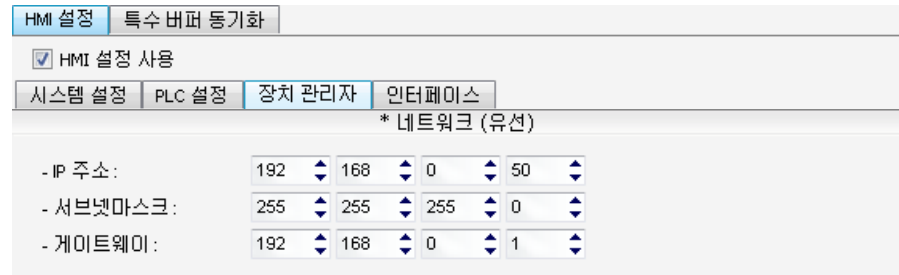 HMI 설정 특수 버퍼 동기화
HMI 설정 사용
시스템 설정 PLC 설정 장치 관리자 인터페이스
* 네트워크 (유선)
- IP 주소 : 192 168 0 50
- 서브넷마스크 : 255 255 255 0
- 게이트웨이 : 192 168 0 1